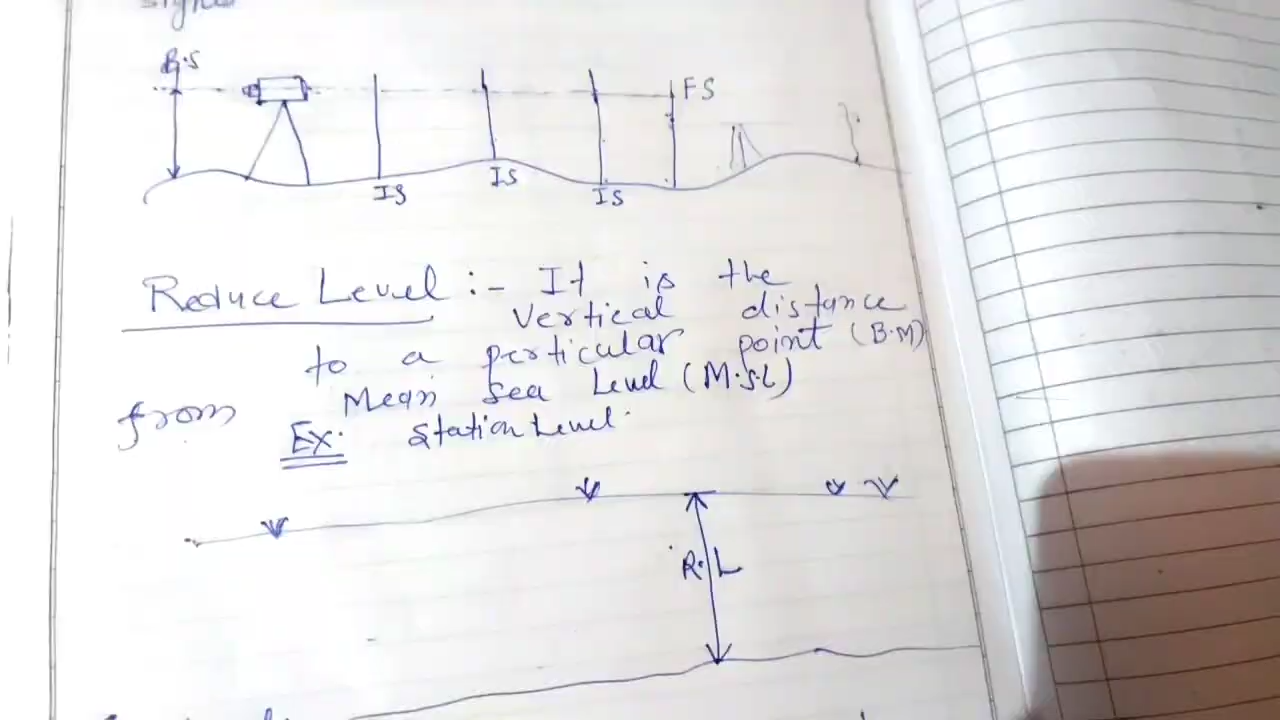 B.S
FS
IS
IS
IS
Reduce Level :- It is the
vertical distance
to a perticular point (B.M)
from Mean Sea Level (M.S.L)
Ex: Station Level
R.L